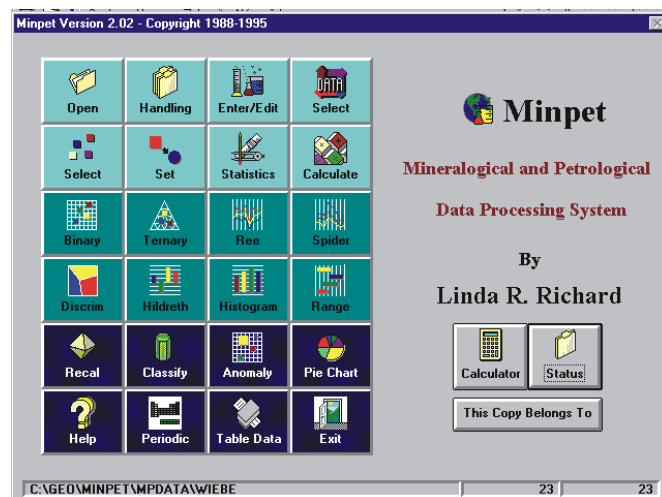 Minpet Version 2.02 - Copyright 1988-1995
Open Handling Enter/Edit Select
DATA
Select Set Statistics Calculate
Binary Ternary Ree Spider
Discrim Hildreth Histogram Range
Recal Classify Anomaly Pie Chart
Help Periodic Table Data Exit
Minpet
Mineralogical and Petrological
Data Processing System
By
Linda R. Richard
Calculator Status
This Copy Belongs To
C:\GEO\MINPET\MPDATA\WIEBE 23 23